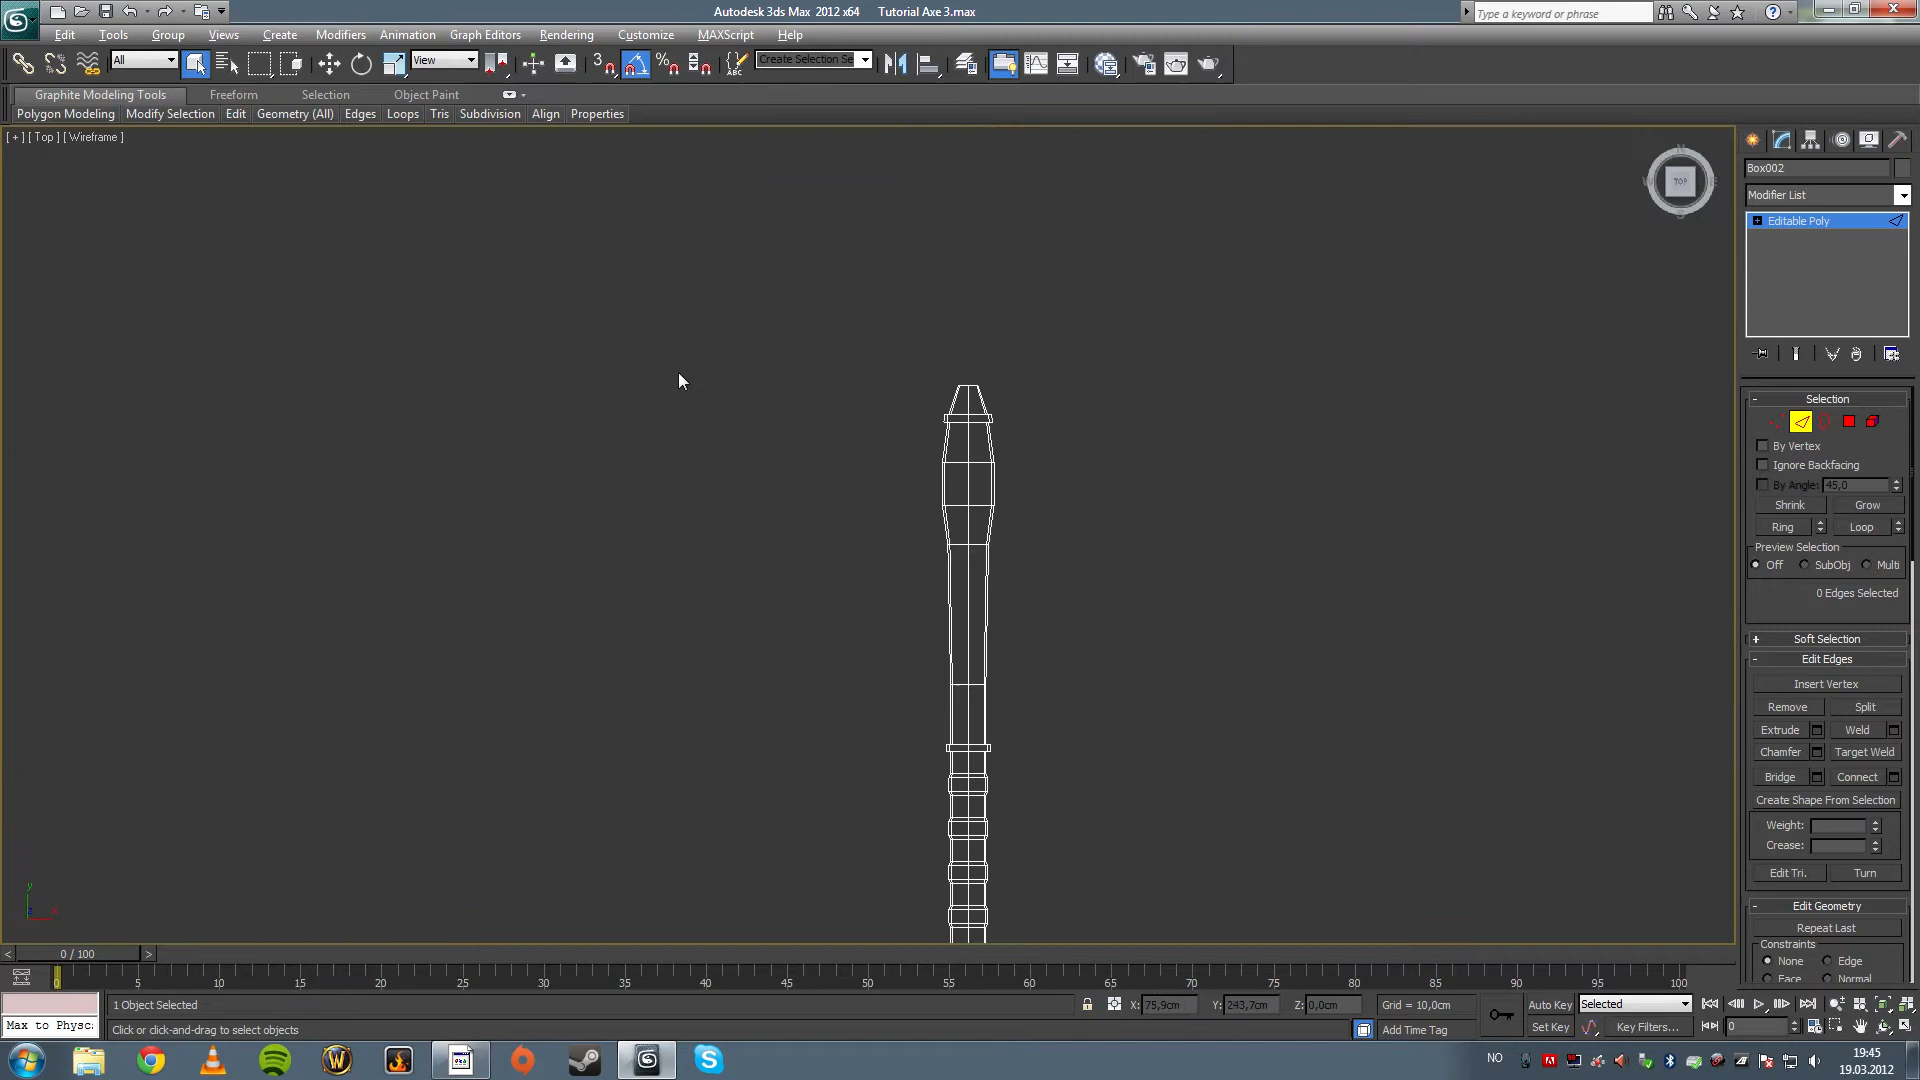 Autodesk 3ds Max 2012 x64 Tutorial Axe 3.max
Type a keyword or phrase
Edit Tools Group Views Create Modifiers Animation Graph Editors Rendering Customize MAXScript Help
All View 3 ABC Create Selection Se
Graphite Modeling Tools Freeform Selection Object Paint
Polygon Modeling Modify Selection Edit Geometry (All) Edges Loops Tris Subdivision Align Properties
[ + ] [ Top ] [ Wireframe ]
TOP
Box002
Modifier List
Editable Poly
Selection
By Vertex
Ignore Backfacing
By Angle: 45,0
Shrink Grow
Ring Loop
Preview Selection
Off SubObj Multi
0 Edges Selected
Soft Selection
Edit Edges
Insert Vertex
Remove Split
Extrude Weld
Chamfer Target Weld
Bridge Connect
Create Shape From Selection
Weight:
Crease:
Edit Tri. Turn
Edit Geometry
Repeat Last
Constraints
None Edge
Face Normal
y
z x
< 0 / 100 >
0 5 10 15 20 25 30 35 40 45 50 55 60 65 70 75 80 85 90 95 100
1 Object Selected X: 75,9cm Y: 243,7cm Z: 0,0cm Grid = 10,0cm Auto Key Selected
Max to Physc: Click or click-and-drag to select objects Add Time Tag Set Key Key Filters... 0
NO
19:45
19.03.2012